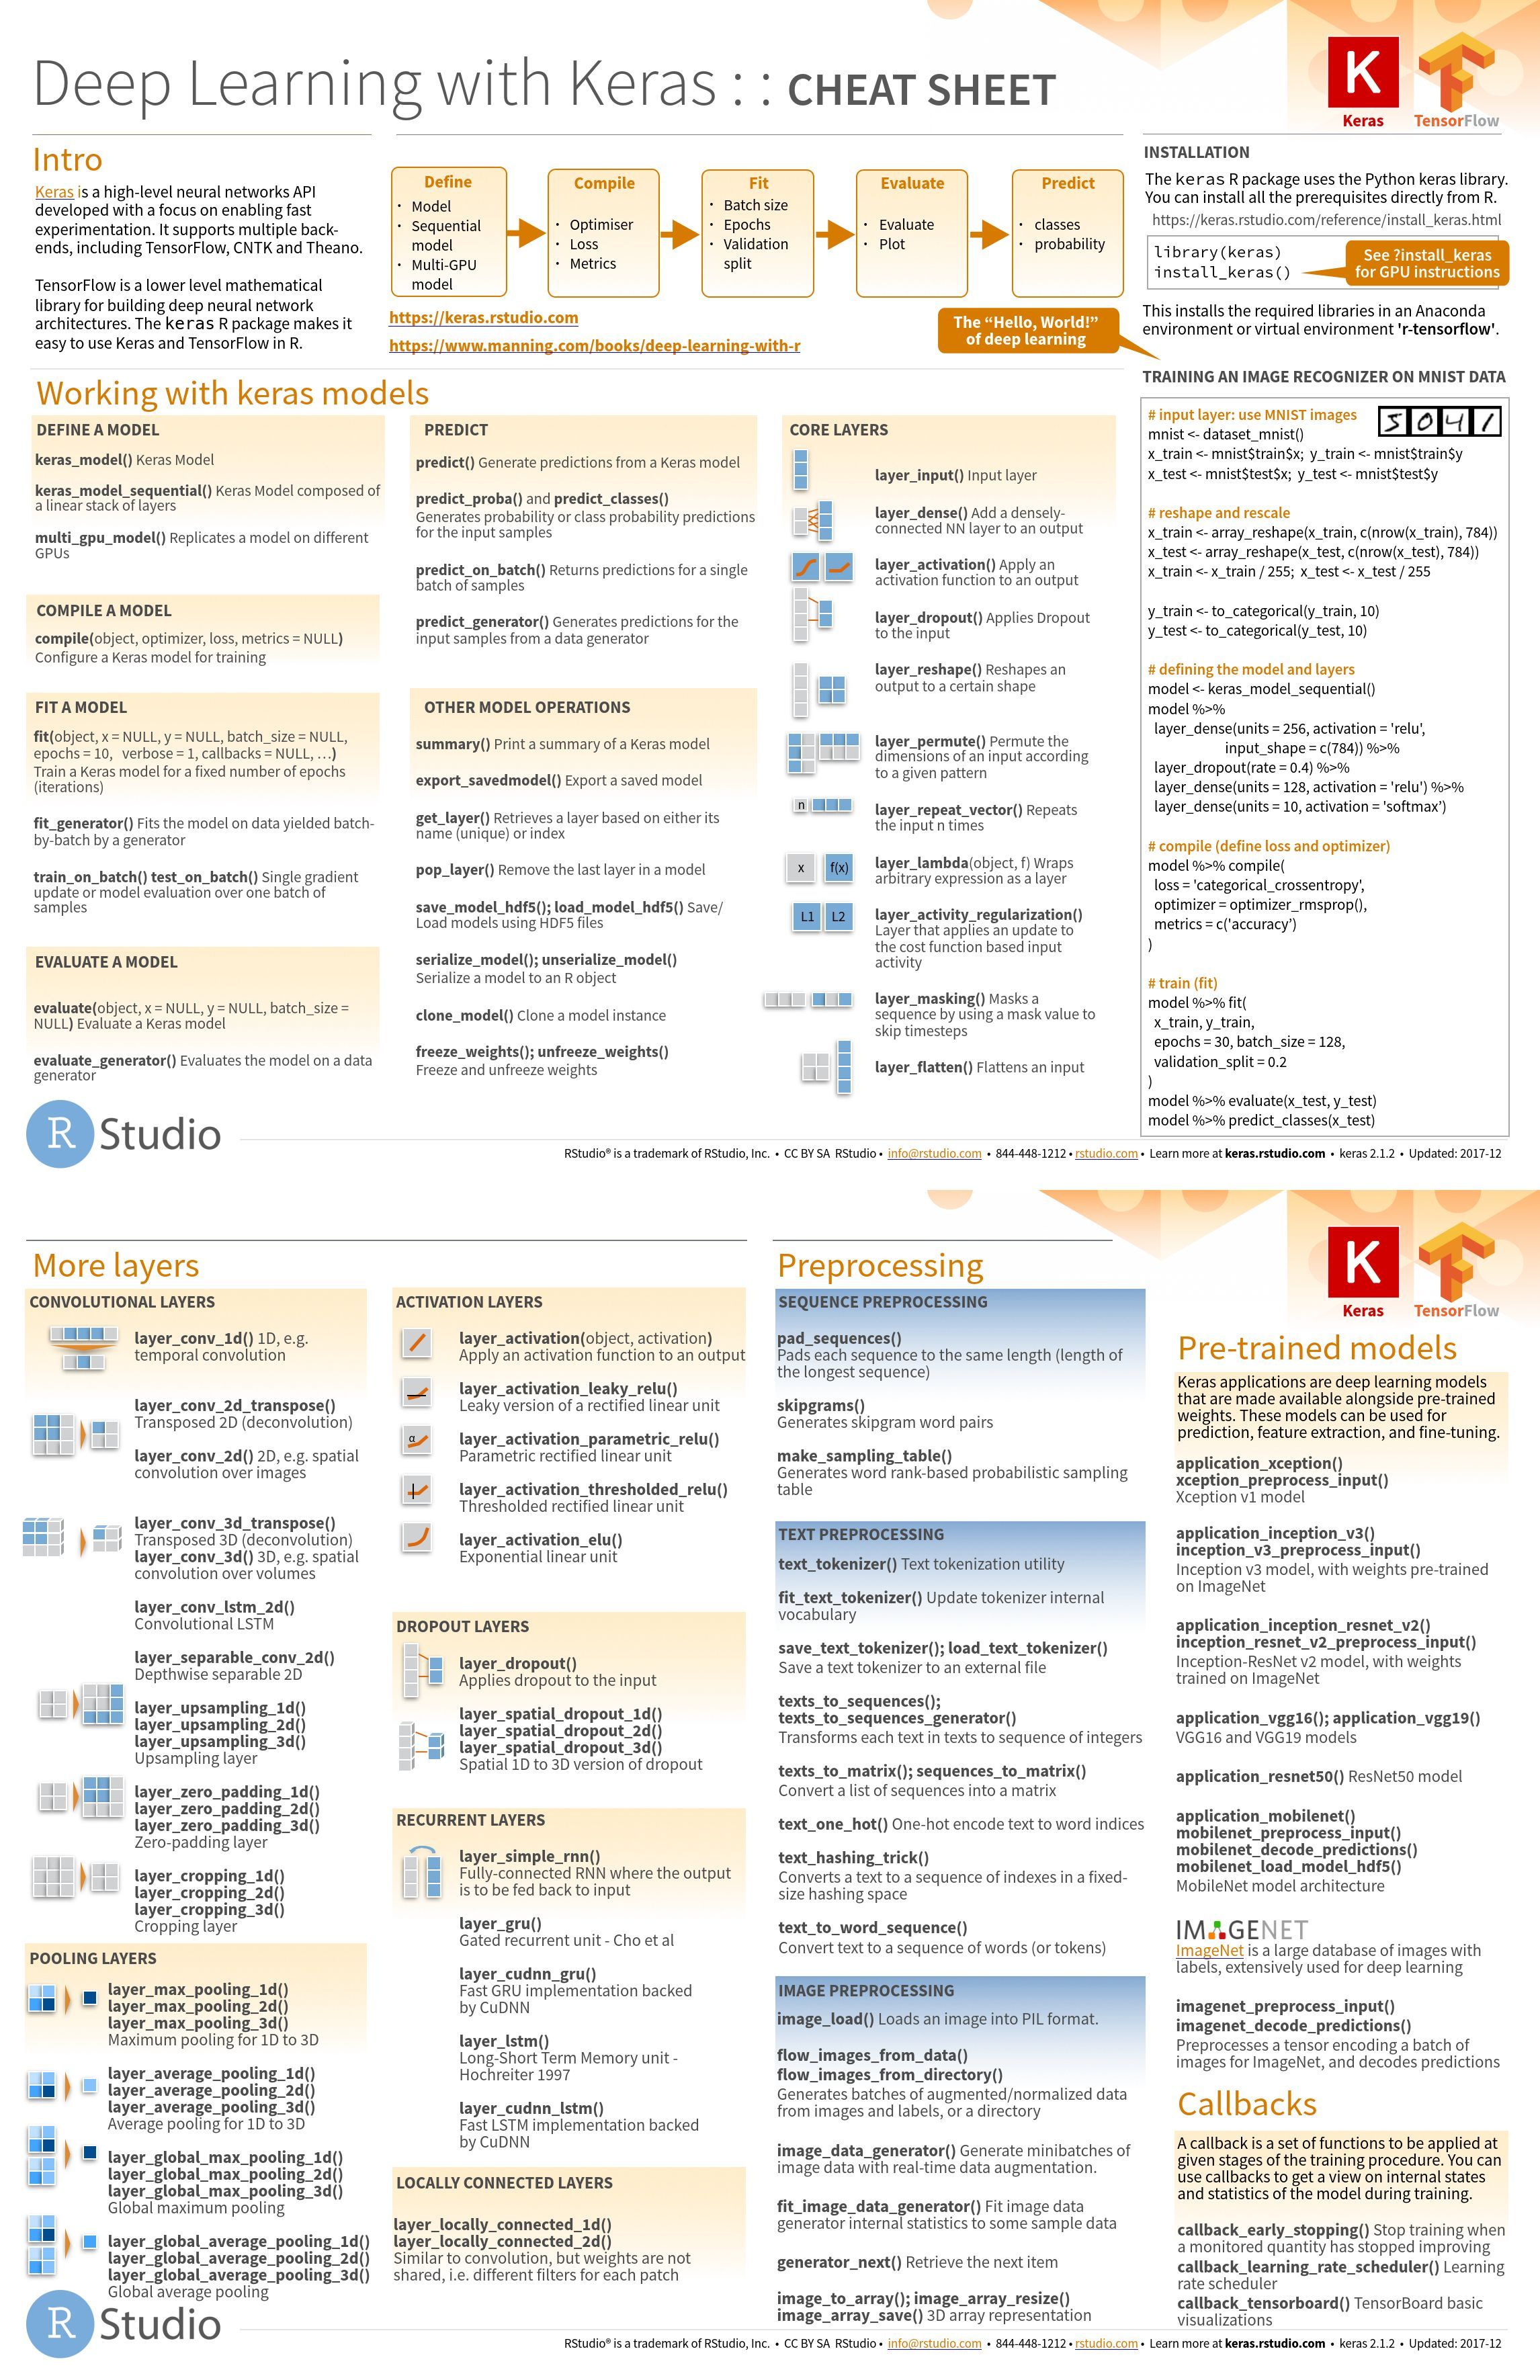 Deep Learning with Keras : : CHEAT SHEET
Keras
TensorFlow
Intro
Keras is a high-level neural networks API
developed with a focus on enabling fast
experimentation. It supports multiple back-
ends, including TensorFlow, CNTK and Theano.
TensorFlow is a lower level mathematical
library for building deep neural network
architectures. The keras R package makes it
easy to use Keras and TensorFlow in R.
Define
• Model
• Sequential
model
• Multi-GPU
model
Compile
• Optimiser
• Loss
• Metrics
Fit
• Batch size
• Epochs
• Validation
split
Evaluate
• Evaluate
• Plot
Predict
• classes
• probability
https://keras.rstudio.com
https://www.manning.com/books/deep-learning-with-r
The “Hello, World!”
of deep learning
INSTALLATION
The keras R package uses the Python keras library.
You can install all the prerequisites directly from R.
https://keras.rstudio.com/reference/install_keras.html
library(keras)
install_keras()
See ?install_keras
for GPU instructions
This installs the required libraries in an Anaconda
environment or virtual environment 'r-tensorflow'.
Working with keras models
DEFINE A MODEL
keras_model() Keras Model
keras_model_sequential() Keras Model composed of
a linear stack of layers
multi_gpu_model() Replicates a model on different
GPUs
COMPILE A MODEL
compile(object, optimizer, loss, metrics = NULL)
Configure a Keras model for training
FIT A MODEL
fit(object, x = NULL, y = NULL, batch_size = NULL,
epochs = 10, verbose = 1, callbacks = NULL, …)
Train a Keras model for a fixed number of epochs
(iterations)
fit_generator() Fits the model on data yielded batch-
by-batch by a generator
train_on_batch() test_on_batch() Single gradient
update or model evaluation over one batch of
samples
EVALUATE A MODEL
evaluate(object, x = NULL, y = NULL, batch_size =
NULL) Evaluate a Keras model
evaluate_generator() Evaluates the model on a data
generator
PREDICT
predict() Generate predictions from a Keras model
predict_proba() and predict_classes()
Generates probability or class probability predictions
for the input samples
predict_on_batch() Returns predictions for a single
batch of samples
predict_generator() Generates predictions for the
input samples from a data generator
OTHER MODEL OPERATIONS
summary() Print a summary of a Keras model
export_savedmodel() Export a saved model
get_layer() Retrieves a layer based on either its
name (unique) or index
pop_layer() Remove the last layer in a model
save_model_hdf5(); load_model_hdf5() Save/
Load models using HDF5 files
serialize_model(); unserialize_model()
Serialize a model to an R object
clone_model() Clone a model instance
freeze_weights(); unfreeze_weights()
Freeze and unfreeze weights
CORE LAYERS
layer_input() Input layer
layer_dense() Add a densely-
connected NN layer to an output
layer_activation() Apply an
activation function to an output
layer_dropout() Applies Dropout
to the input
layer_reshape() Reshapes an
output to a certain shape
layer_permute() Permute the
dimensions of an input according
to a given pattern
n
layer_repeat_vector() Repeats
the input n times
x f(x)
layer_lambda(object, f) Wraps
arbitrary expression as a layer
L1 L2
layer_activity_regularization()
Layer that applies an update to
the cost function based input
activity
layer_masking() Masks a
sequence by using a mask value to
skip timesteps
layer_flatten() Flattens an input
TRAINING AN IMAGE RECOGNIZER ON MNIST DATA
# input layer: use MNIST images
5 0 4 1
mnist <- dataset_mnist()
x_train <- mnist$train$x; y_train <- mnist$train$y
x_test <- mnist$test$x; y_test <- mnist$test$y
# reshape and rescale
x_train <- array_reshape(x_train, c(nrow(x_train), 784))
x_test <- array_reshape(x_test, c(nrow(x_test), 784))
x_train <- x_train / 255; x_test <- x_test / 255
y_train <- to_categorical(y_train, 10)
y_test <- to_categorical(y_test, 10)
# defining the model and layers
model <- keras_model_sequential()
model %>%
layer_dense(units = 256, activation = 'relu',
input_shape = c(784)) %>%
layer_dropout(rate = 0.4) %>%
layer_dense(units = 128, activation = 'relu') %>%
layer_dense(units = 10, activation = 'softmax’)
# compile (define loss and optimizer)
model %>% compile(
loss = 'categorical_crossentropy',
optimizer = optimizer_rmsprop(),
metrics = c('accuracy’)
)
# train (fit)
model %>% fit(
x_train, y_train,
epochs = 30, batch_size = 128,
validation_split = 0.2
)
model %>% evaluate(x_test, y_test)
model %>% predict_classes(x_test)
R Studio
RStudio® is a trademark of RStudio, Inc. • CC BY SA RStudio • info@rstudio.com • 844-448-1212 • rstudio.com • Learn more at keras.rstudio.com • keras 2.1.2 • Updated: 2017-12
Keras
TensorFlow
More layers
CONVOLUTIONAL LAYERS
layer_conv_1d() 1D, e.g.
temporal convolution
layer_conv_2d_transpose()
Transposed 2D (deconvolution)
layer_conv_2d() 2D, e.g. spatial
convolution over images
layer_conv_3d_transpose()
Transposed 3D (deconvolution)
layer_conv_3d() 3D, e.g. spatial
convolution over volumes
layer_conv_lstm_2d()
Convolutional LSTM
layer_separable_conv_2d()
Depthwise separable 2D
layer_upsampling_1d()
layer_upsampling_2d()
layer_upsampling_3d()
Upsampling layer
layer_zero_padding_1d()
layer_zero_padding_2d()
layer_zero_padding_3d()
Zero-padding layer
layer_cropping_1d()
layer_cropping_2d()
layer_cropping_3d()
Cropping layer
POOLING LAYERS
layer_max_pooling_1d()
layer_max_pooling_2d()
layer_max_pooling_3d()
Maximum pooling for 1D to 3D
layer_average_pooling_1d()
layer_average_pooling_2d()
layer_average_pooling_3d()
Average pooling for 1D to 3D
layer_global_max_pooling_1d()
layer_global_max_pooling_2d()
layer_global_max_pooling_3d()
Global maximum pooling
layer_global_average_pooling_1d()
layer_global_average_pooling_2d()
layer_global_average_pooling_3d()
Global average pooling
ACTIVATION LAYERS
layer_activation(object, activation)
Apply an activation function to an output
layer_activation_leaky_relu()
Leaky version of a rectified linear unit
α
layer_activation_parametric_relu()
Parametric rectified linear unit
layer_activation_thresholded_relu()
Thresholded rectified linear unit
layer_activation_elu()
Exponential linear unit
DROPOUT LAYERS
layer_dropout()
Applies dropout to the input
layer_spatial_dropout_1d()
layer_spatial_dropout_2d()
layer_spatial_dropout_3d()
Spatial 1D to 3D version of dropout
RECURRENT LAYERS
layer_simple_rnn()
Fully-connected RNN where the output
is to be fed back to input
layer_gru()
Gated recurrent unit - Cho et al
layer_cudnn_gru()
Fast GRU implementation backed
by CuDNN
layer_lstm()
Long-Short Term Memory unit -
Hochreiter 1997
layer_cudnn_lstm()
Fast LSTM implementation backed
by CuDNN
LOCALLY CONNECTED LAYERS
layer_locally_connected_1d()
layer_locally_connected_2d()
Similar to convolution, but weights are not
shared, i.e. different filters for each patch
Preprocessing
SEQUENCE PREPROCESSING
pad_sequences()
Pads each sequence to the same length (length of
the longest sequence)
skipgrams()
Generates skipgram word pairs
make_sampling_table()
Generates word rank-based probabilistic sampling
table
TEXT PREPROCESSING
text_tokenizer() Text tokenization utility
fit_text_tokenizer() Update tokenizer internal
vocabulary
save_text_tokenizer(); load_text_tokenizer()
Save a text tokenizer to an external file
texts_to_sequences();
texts_to_sequences_generator()
Transforms each text in texts to sequence of integers
texts_to_matrix(); sequences_to_matrix()
Convert a list of sequences into a matrix
text_one_hot() One-hot encode text to word indices
text_hashing_trick()
Converts a text to a sequence of indexes in a fixed-
size hashing space
text_to_word_sequence()
Convert text to a sequence of words (or tokens)
IMAGE PREPROCESSING
image_load() Loads an image into PIL format.
flow_images_from_data()
flow_images_from_directory()
Generates batches of augmented/normalized data
from images and labels, or a directory
image_data_generator() Generate minibatches of
image data with real-time data augmentation.
fit_image_data_generator() Fit image data
generator internal statistics to some sample data
generator_next() Retrieve the next item
image_to_array(); image_array_resize()
image_array_save() 3D array representation
Pre-trained models
Keras applications are deep learning models
that are made available alongside pre-trained
weights. These models can be used for
prediction, feature extraction, and fine-tuning.
application_xception()
xception_preprocess_input()
Xception v1 model
application_inception_v3()
inception_v3_preprocess_input()
Inception v3 model, with weights pre-trained
on ImageNet
application_inception_resnet_v2()
inception_resnet_v2_preprocess_input()
Inception-ResNet v2 model, with weights
trained on ImageNet
application_vgg16(); application_vgg19()
VGG16 and VGG19 models
application_resnet50() ResNet50 model
application_mobilenet()
mobilenet_preprocess_input()
mobilenet_decode_predictions()
mobilenet_load_model_hdf5()
MobileNet model architecture
IMAGENET
ImageNet is a large database of images with
labels, extensively used for deep learning
imagenet_preprocess_input()
imagenet_decode_predictions()
Preprocesses a tensor encoding a batch of
images for ImageNet, and decodes predictions
Callbacks
A callback is a set of functions to be applied at
given stages of the training procedure. You can
use callbacks to get a view on internal states
and statistics of the model during training.
callback_early_stopping() Stop training when
a monitored quantity has stopped improving
callback_learning_rate_scheduler() Learning
rate scheduler
callback_tensorboard() TensorBoard basic
visualizations
R Studio
RStudio® is a trademark of RStudio, Inc. • CC BY SA RStudio • info@rstudio.com • 844-448-1212 • rstudio.com • Learn more at keras.rstudio.com • keras 2.1.2 • Updated: 2017-12